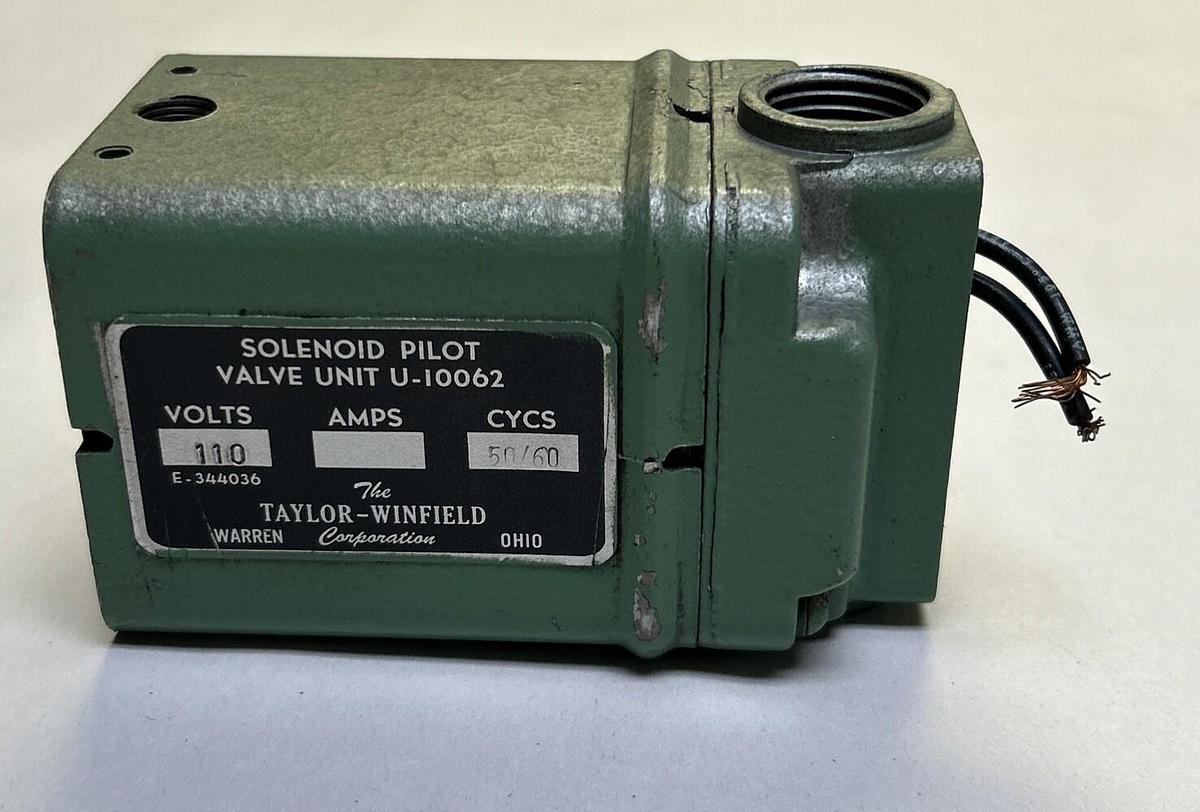 SOLENOID PILOT
VALVE UNIT U-10062
VOLTS AMPS CYCS
110 50/60
E-344036
The
TAYLOR-WINFIELD
WARREN Corporation OHIO